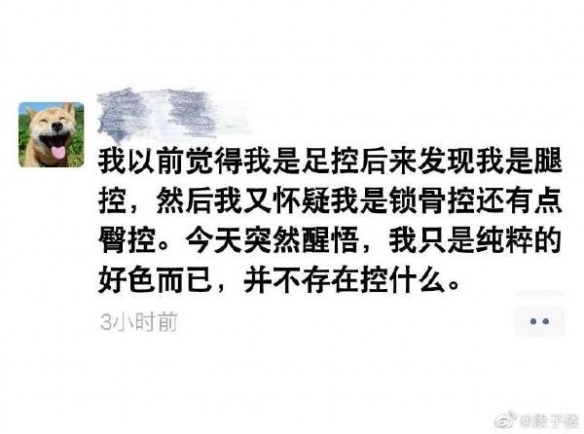 我以前觉得我是足控后来发现我是腿
控，然后我又怀疑我是锁骨控还有点
臀控。今天突然醒悟，我只是纯粹的
好色而已，并不存在控什么。
3小时前
@段子楼